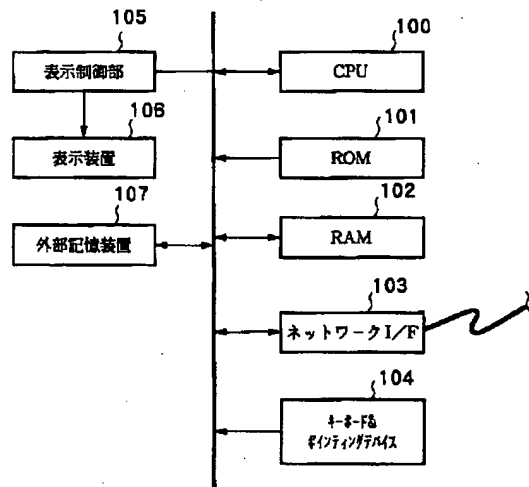 105
表示制御部
106
表示装置
107
外部記憶装置
100
CPU
101
ROM
102
RAM
103
ネットワークI/F
104
キーボード&
ポインティングデバイス